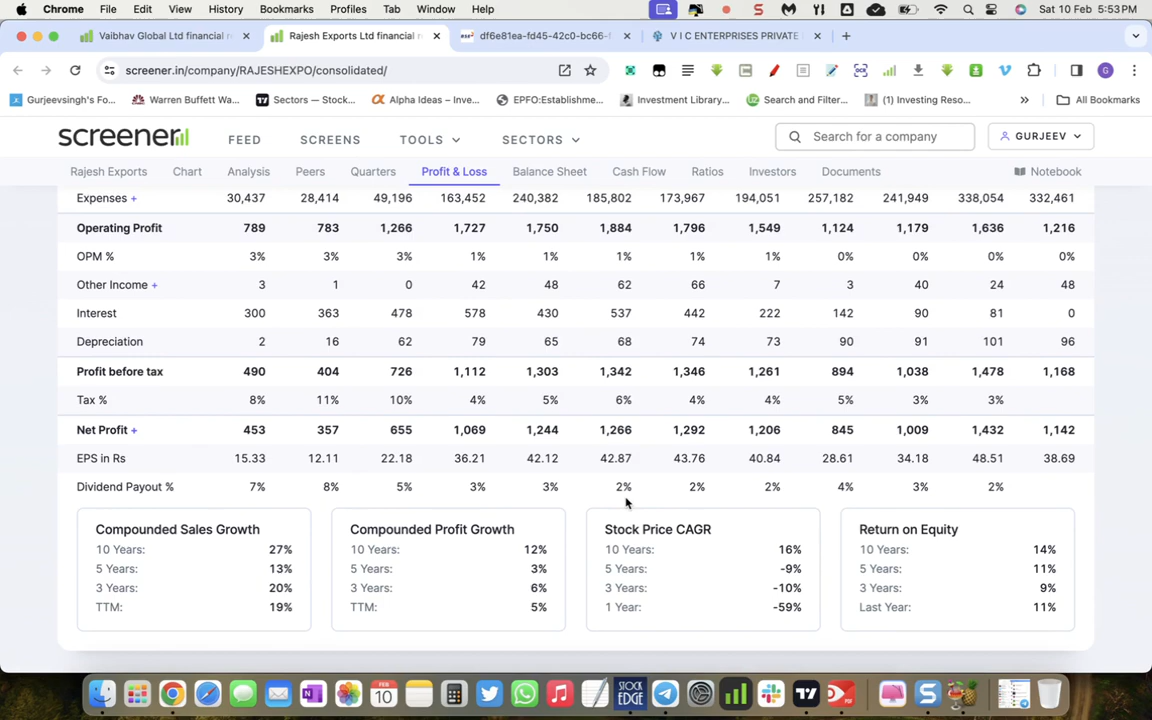 Chrome File Edit View History Bookmarks Profiles Tab Window Help Sat 10 Feb 5:53 PM
Vaibhav Global Ltd financial r Rajesh Exports Ltd financial r df6e81ea-fd45-42c0-bc66- V I C ENTERPRISES PRIVATE
screener.in/company/RAJESHEXPO/consolidated/
Gurjeevsingh's Fo... Warren Buffett Wa... Sectors — Stock... Alpha Ideas – Inve... EPFO:Establishme... Investment Library... Search and Filter... (1) Investing Reso... » All Bookmarks
screener FEED SCREENS TOOLS SECTORS Search for a company GURJEEV
Rajesh Exports Chart Analysis Peers Quarters Profit & Loss Balance Sheet Cash Flow Ratios Investors Documents Notebook
Expenses + 30,437 28,414 49,196 163,452 240,382 185,802 173,967 194,051 257,182 241,949 338,054 332,461
Operating Profit 789 783 1,266 1,727 1,750 1,884 1,796 1,549 1,124 1,179 1,636 1,216
OPM % 3% 3% 3% 1% 1% 1% 1% 1% 0% 0% 0% 0%
Other Income + 3 1 0 42 48 62 66 7 3 40 24 48
Interest 300 363 478 578 430 537 442 222 142 90 81 0
Depreciation 2 16 62 79 65 68 74 73 90 91 101 96
Profit before tax 490 404 726 1,112 1,303 1,342 1,346 1,261 894 1,038 1,478 1,168
Tax % 8% 11% 10% 4% 5% 6% 4% 4% 5% 3% 3%
Net Profit + 453 357 655 1,069 1,244 1,266 1,292 1,206 845 1,009 1,432 1,142
EPS in Rs 15.33 12.11 22.18 36.21 42.12 42.87 43.76 40.84 28.61 34.18 48.51 38.69
Dividend Payout % 7% 8% 5% 3% 3% 2% 2% 2% 4% 3% 2%
Compounded Sales Growth
10 Years: 27%
5 Years: 13%
3 Years: 20%
TTM: 19%
Compounded Profit Growth
10 Years: 12%
5 Years: 3%
3 Years: 6%
TTM: 5%
Stock Price CAGR
10 Years: 16%
5 Years: -9%
3 Years: -10%
1 Year: -59%
Return on Equity
10 Years: 14%
5 Years: 11%
3 Years: 9%
Last Year: 11%
FEB
10
STOCK
EDGE